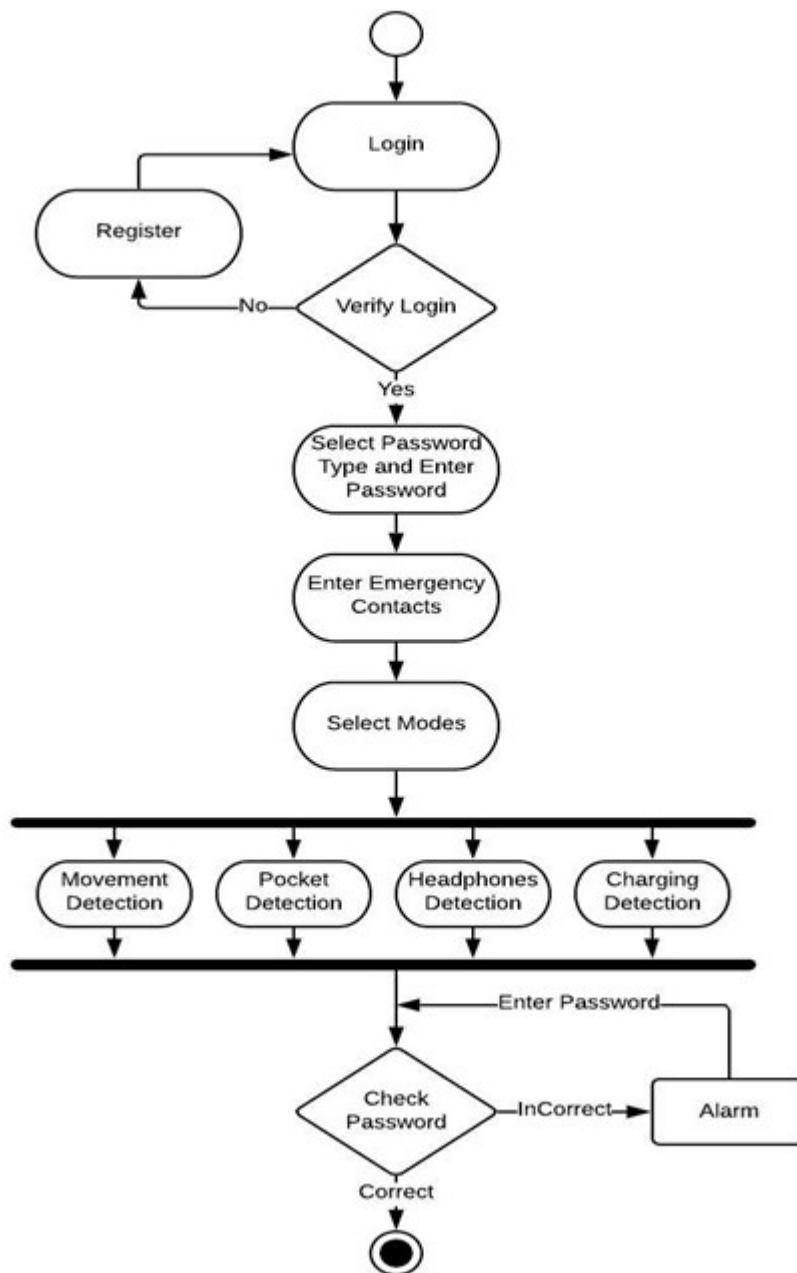 Login
Register
Verify Login
No
Yes
Select Password
Type and Enter
Password
Enter Emergency
Contacts
Select Modes
Movement
Detection
Pocket
Detection
Headphones
Detection
Charging
Detection
Enter Password
Check
Password
InCorrect
Alarm
Correct